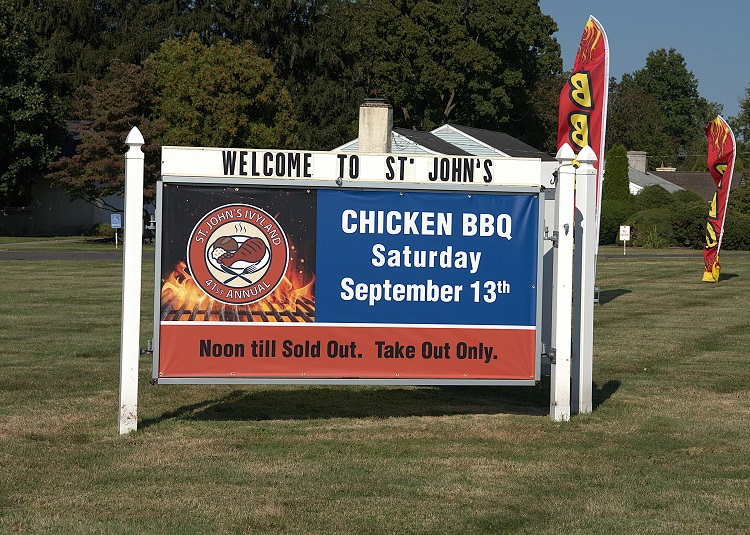 WELCOME TO ST' JOHN'S
ST. JOHN'S IVYLAND
41ST ANNUAL
CHICKEN BBQ
Saturday
September 13th
Noon till Sold Out. Take Out Only.
BB